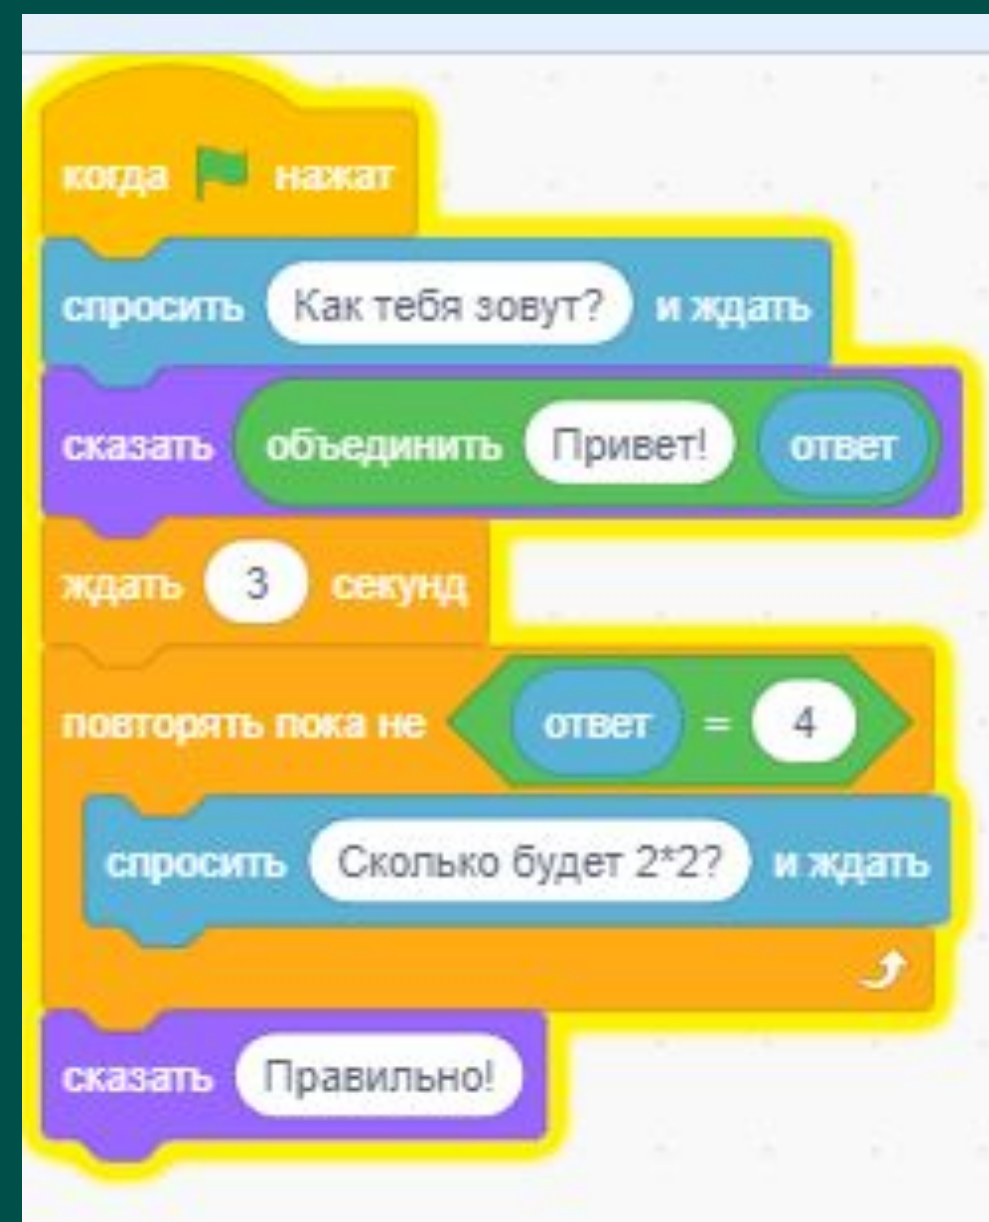 когда нажат
спросить Как тебя зовут? и ждать
сказать объединить Привет! ответ
ждать 3 секунд
повторять пока не ответ = 4
спросить Сколько будет 2*2? и ждать
сказать Правильно!